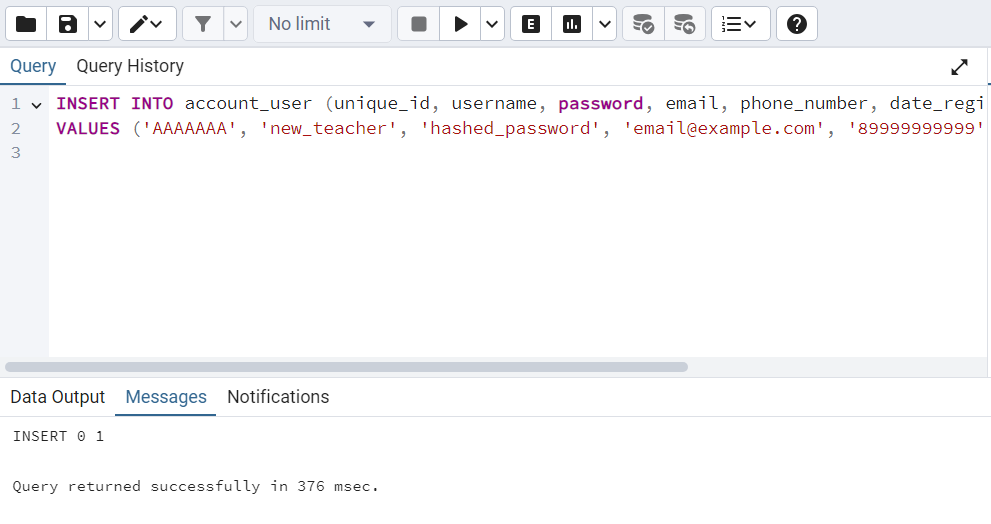 No limit
E
Query Query History
1 INSERT INTO account_user (unique_id, username, password, email, phone_number, date_regi
2 VALUES ('AAAAAAA', 'new_teacher', 'hashed_password', 'email@example.com', '89999999999'
3
Data Output Messages Notifications
INSERT 0 1
Query returned successfully in 376 msec.